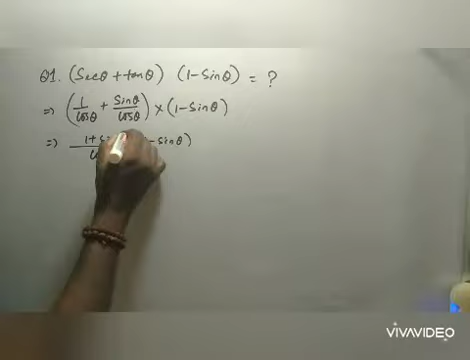 Q1. (Secθ + tanθ) (1 - Sinθ) = ?
⇒ (1/cosθ + Sinθ/cosθ) × (1 - Sinθ)
⇒ 1 + - Sinθ)
VIVAVIDEO